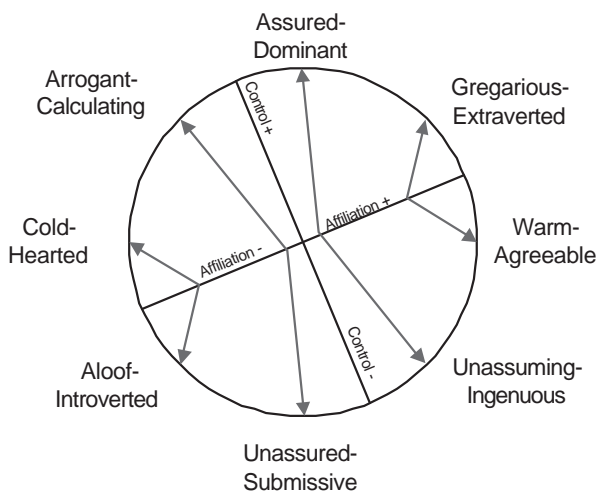 Assured-
Dominant
Arrogant-
Calculating
Gregarious-
Extraverted
Control +
Affiliation +
Cold-
Hearted
Warm-
Agreeable
Affiliation -
Control -
Aloof-
Introverted
Unassuming-
Ingenuous
Unassured-
Submissive